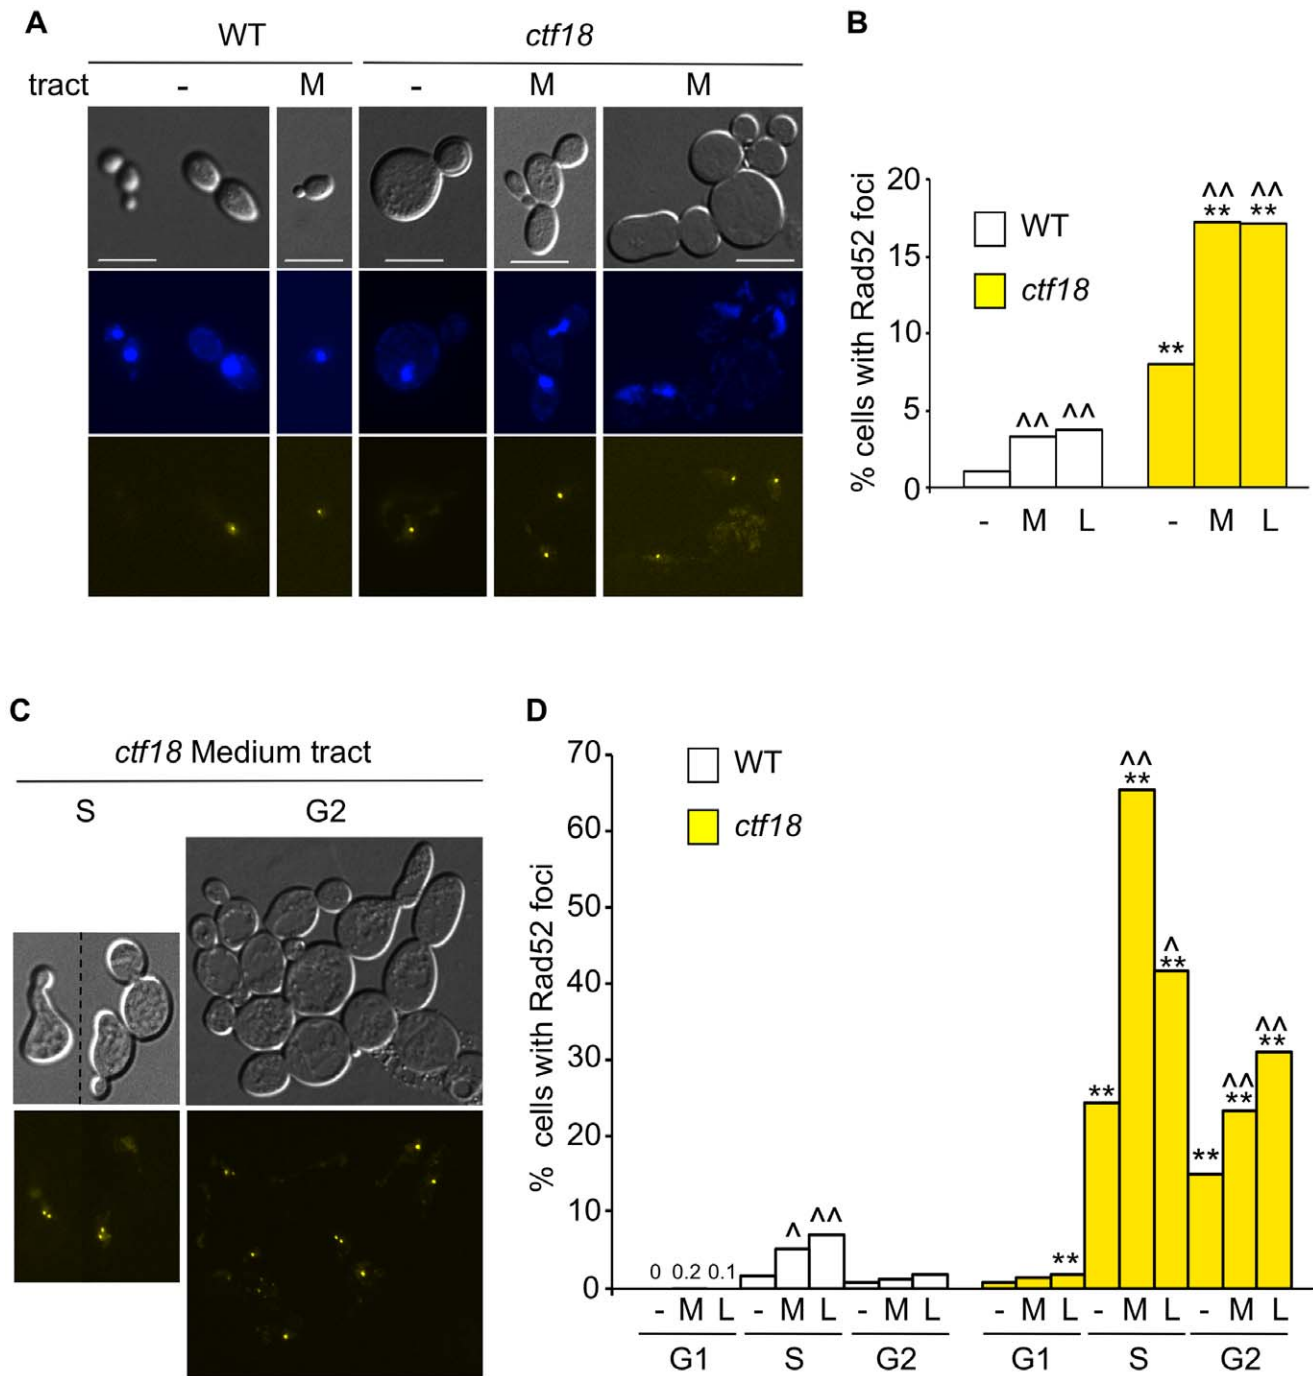 A
WT ctf18
tract - M - M M
B
% cells with Rad52 foci
20
15
10
5
0
WT
ctf18
^^ ^^
** ^^ ^^
** **
- M L - M L
C
ctf18 Medium tract
S G2
D
% cells with Rad52 foci
70
60
50
40
30
20
10
0
WT
ctf18
0 0.2 0.1
^ ^^
**
** ^^
** ^
**
** ^^
** ^^
**
- M L - M L - M L - M L - M L - M L
G1 S G2 G1 S G2